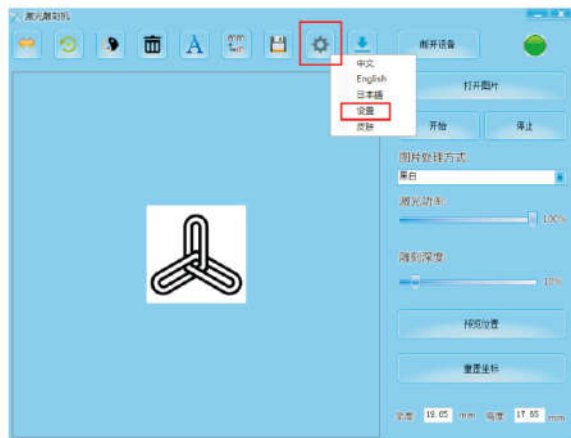 激光雕刻机
A
断开设备
中文
English
日本語
设置
皮肤
打开图片
开始
停止
图片处理方式:
黑白
激光功率:
100%
雕刻深度
10%
预览位置
重置坐标
宽度 19.65 mm 高度 17.65 mm